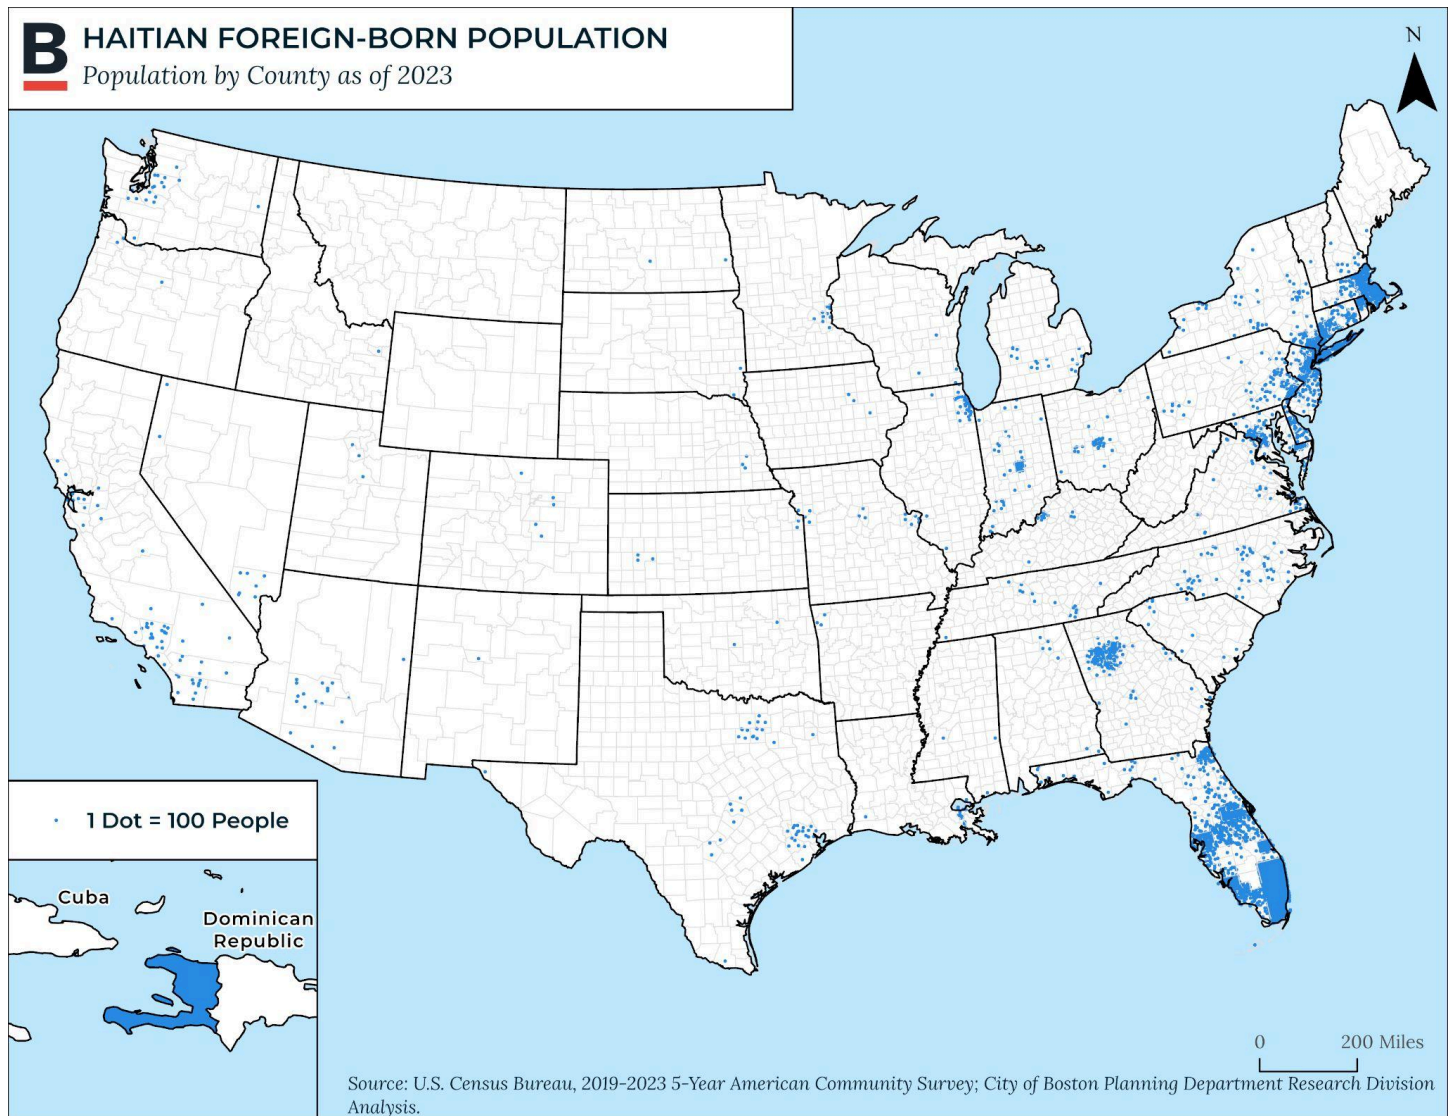 B
HAITIAN FOREIGN-BORN POPULATION
Population by County as of 2023
N
1 Dot = 100 People
Cuba
Dominican
Republic
0 200 Miles
Source: U.S. Census Bureau, 2019-2023 5-Year American Community Survey; City of Boston Planning Department Research Division
Analysis.